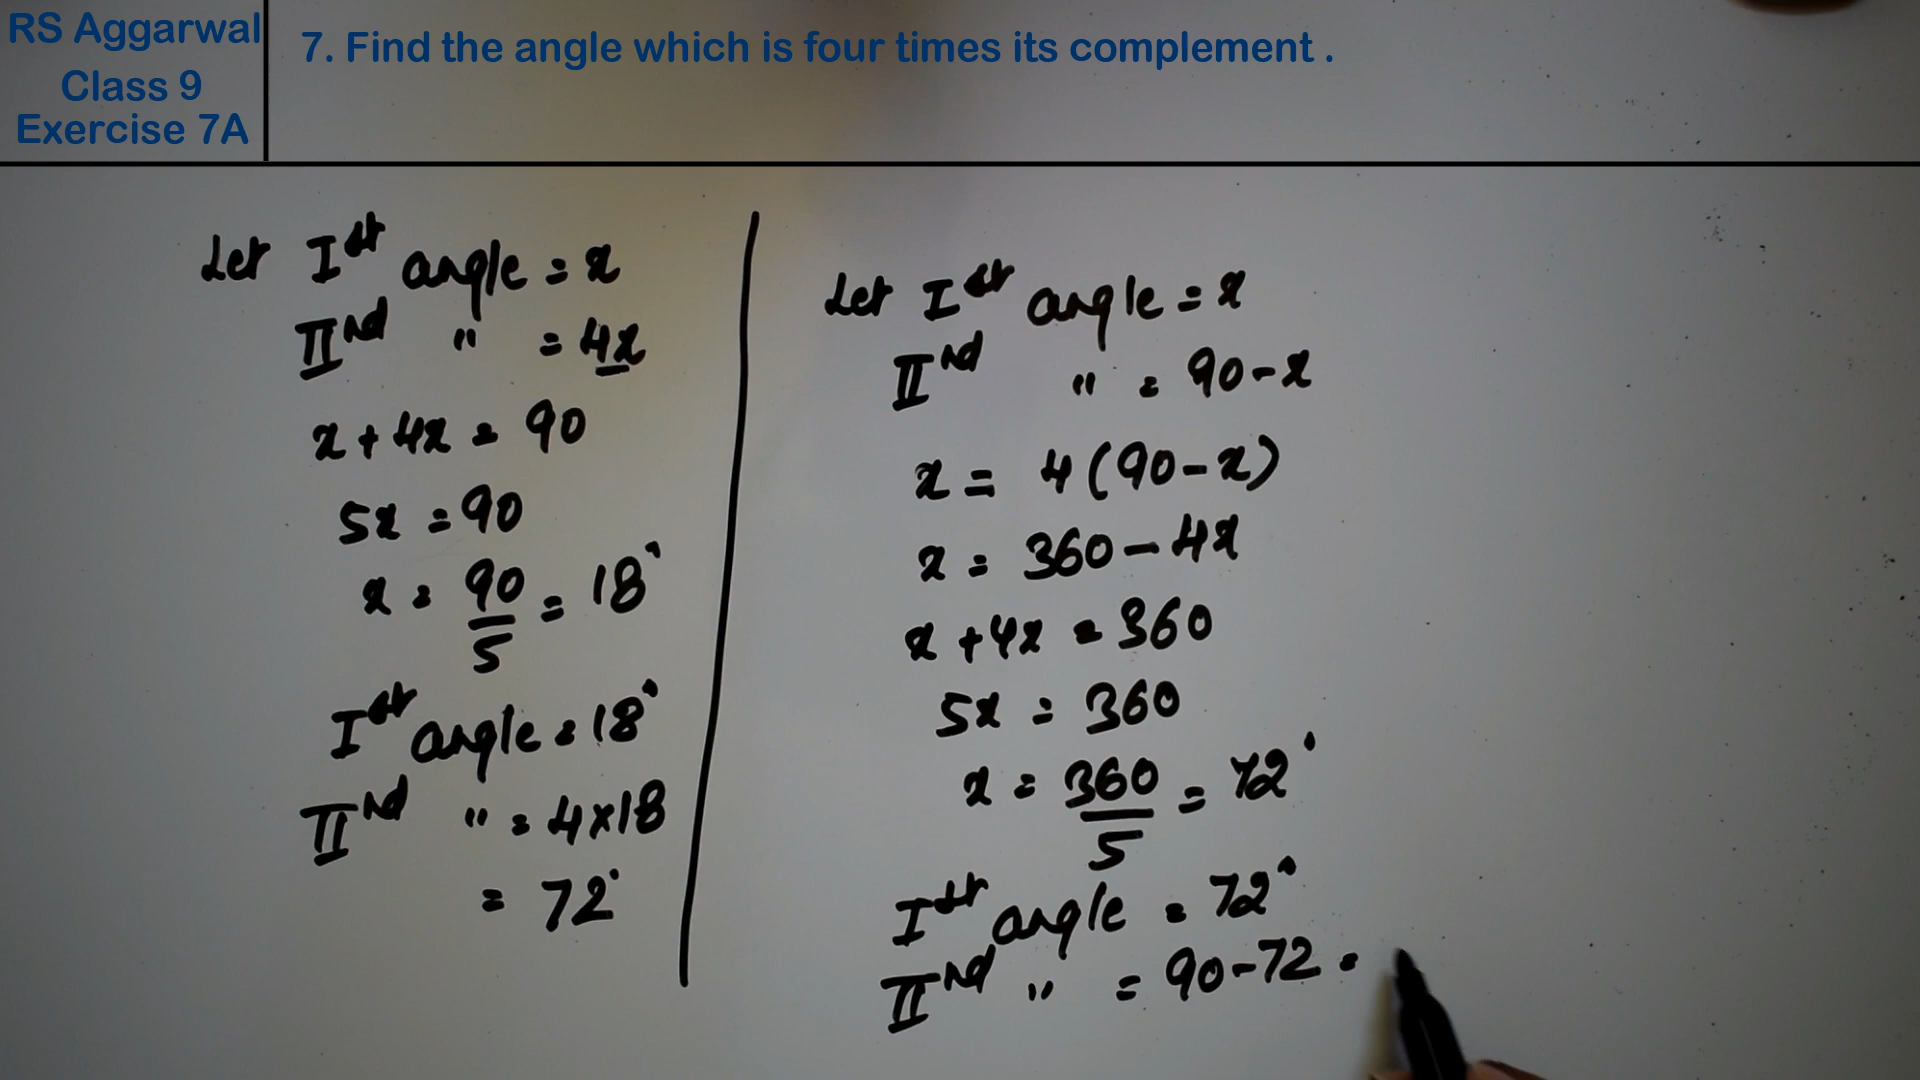 RS Aggarwal
Class 9
Exercise 7A
7. Find the angle which is four times its complement .
Let Ist angle = x
IInd " = 4x
x + 4x = 90
5x = 90
x = 90/5 = 18°
Ist angle = 18°
IInd " = 4x18
= 72°
Let Ist angle = x
IInd " = 90-x
x = 4(90-x)
x = 360-4x
x +4x = 360
5x = 360
x = 360/5 = 72°
Ist angle = 72°
IInd " = 90-72 =